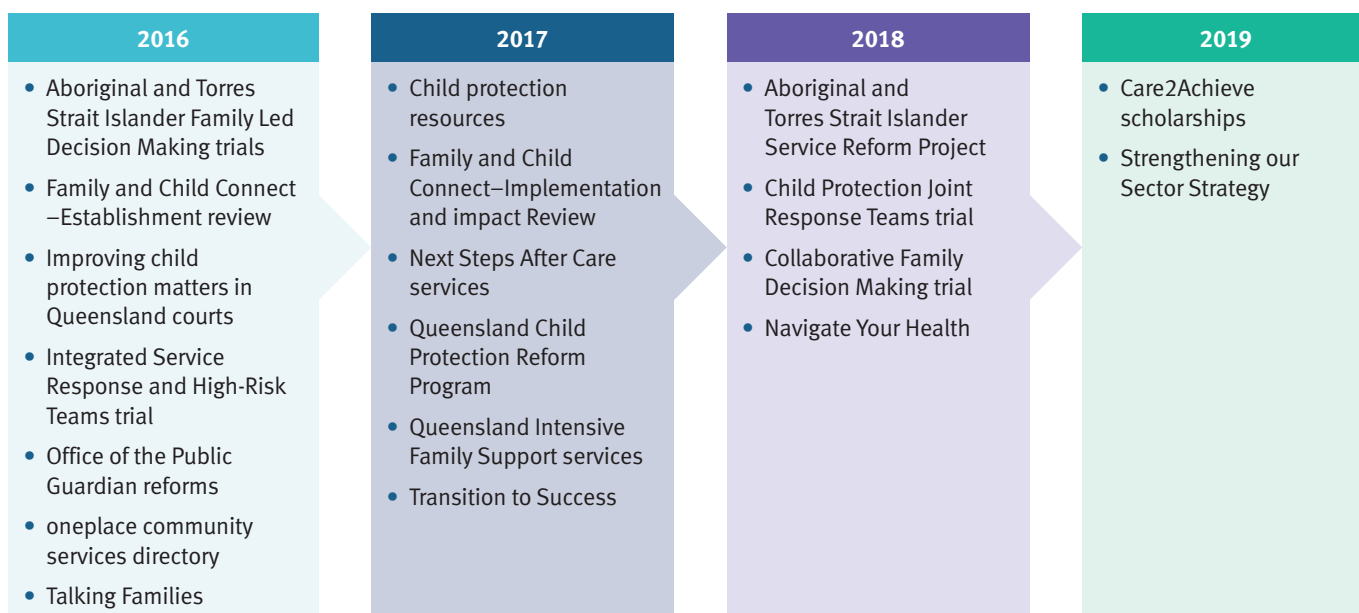 2016
• Aboriginal and Torres
Strait Islander Family Led
Decision Making trials
• Family and Child Connect
–Establishment review
• Improving child
protection matters in
Queensland courts
• Integrated Service
Response and High-Risk
Teams trial
• Office of the Public
Guardian reforms
• oneplace community
services directory
• Talking Families
2017
• Child protection
resources
• Family and Child
Connect–Implementation
and impact Review
• Next Steps After Care
services
• Queensland Child
Protection Reform
Program
• Queensland Intensive
Family Support services
• Transition to Success
2018
• Aboriginal and
Torres Strait Islander
Service Reform Project
• Child Protection Joint
Response Teams trial
• Collaborative Family
Decision Making trial
• Navigate Your Health
2019
• Care2Achieve
scholarships
• Strengthening our
Sector Strategy